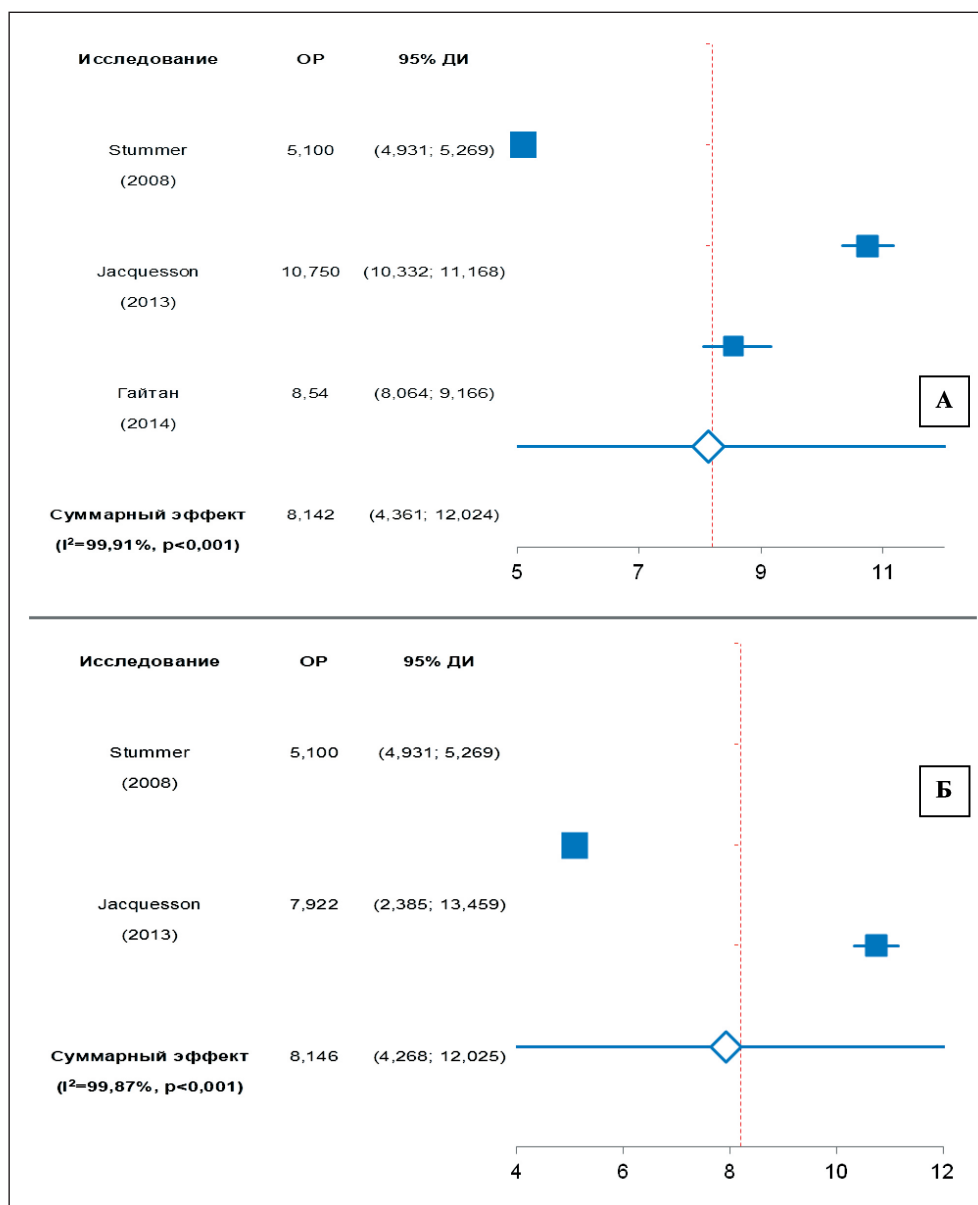 Исследование ОР 95% ДИ
Stummer 5,100 (4,931; 5,269)
(2008)
Jacquesson 10,750 (10,332; 11,168)
(2013)
Гайтан 8,54 (8,064; 9,166)
(2014)
А
Суммарный эффект 8,142 (4,361; 12,024)
(I²=99,91%, p<0,001)
5 7 9 11
Исследование ОР 95% ДИ
Stummer 5,100 (4,931; 5,269)
(2008)
Б
Jacquesson 7,922 (2,385; 13,459)
(2013)
Суммарный эффект 8,146 (4,268; 12,025)
(I²=99,87%, p<0,001)
4 6 8 10 12